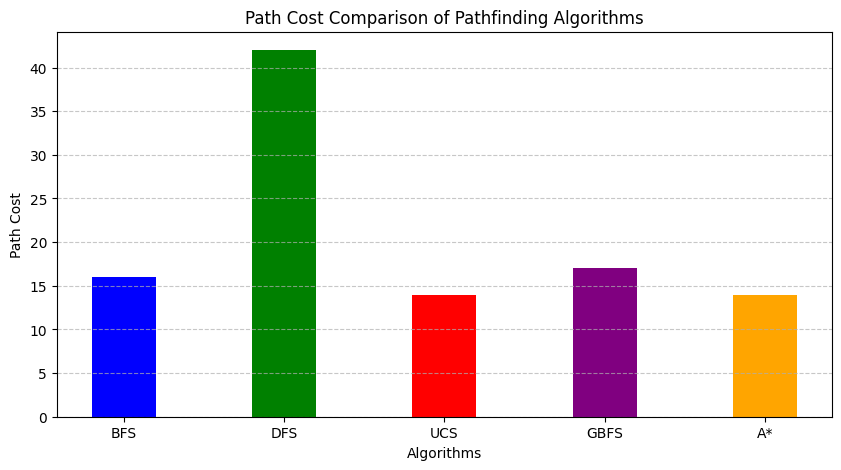 Path Cost Comparison of Pathfinding Algorithms
Path Cost
40
35
30
25
20
15
10
5
0
BFS DFS UCS GBFS A*
Algorithms